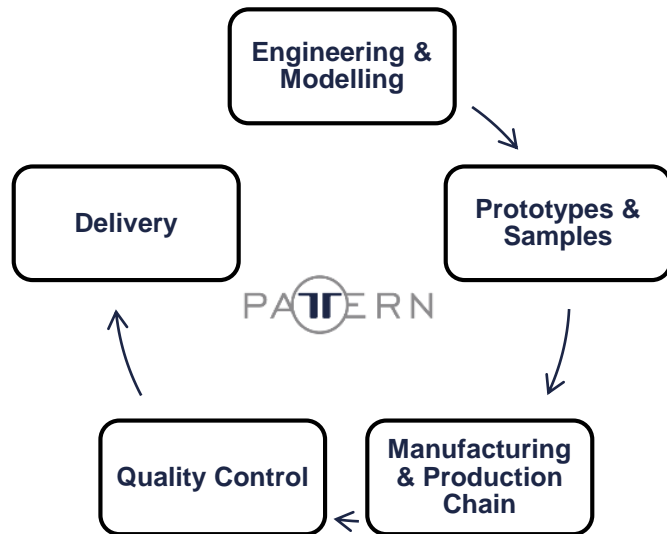 Engineering &
Modelling
Prototypes &
Samples
Delivery
PATTERN
Manufacturing
& Production
Chain
Quality Control